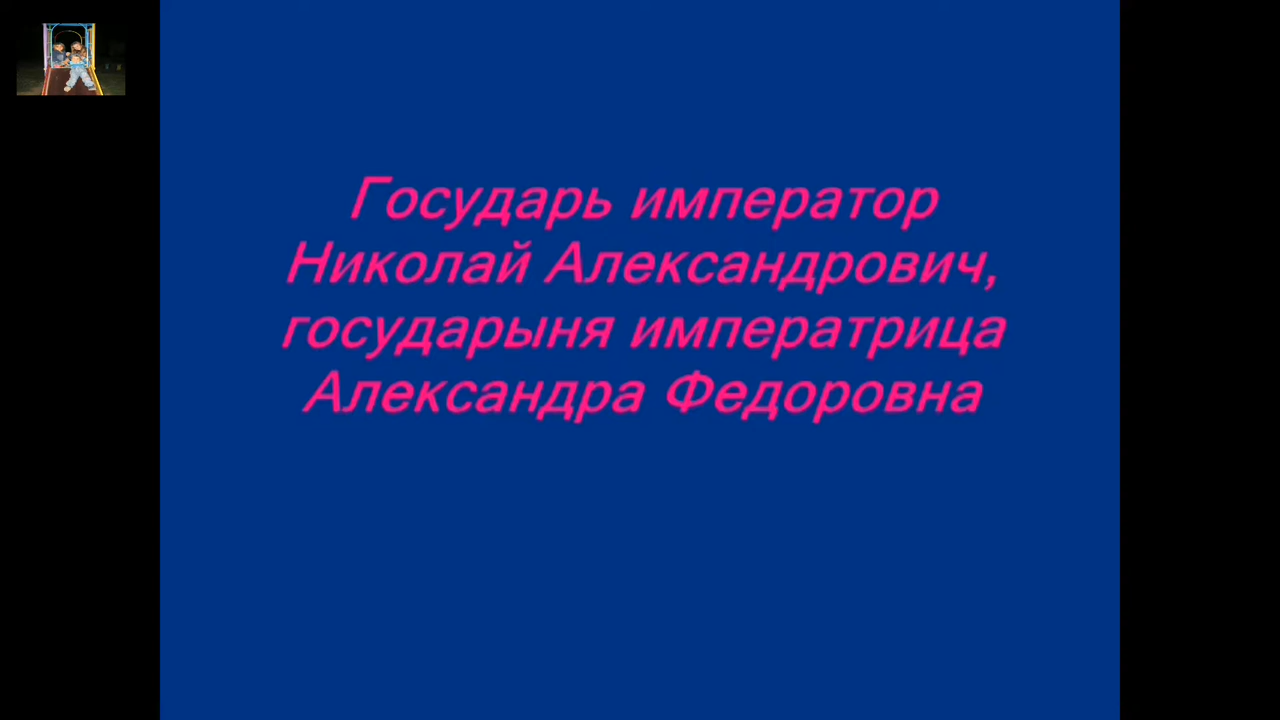 Государь император
Николай Александрович,
государыня императрица
Александра Федоровна